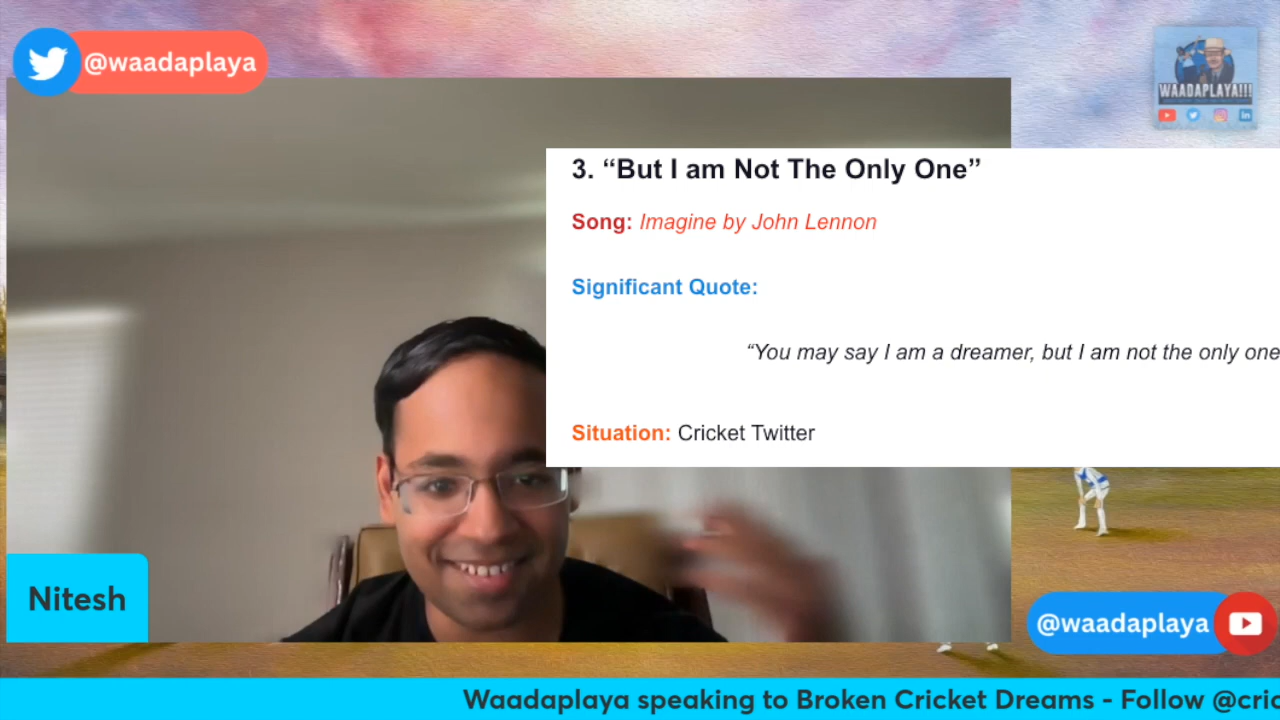 @waadaplaya
WAADAPLAYA!!!
3. “But I am Not The Only One”
Song: Imagine by John Lennon
Significant Quote:
“You may say I am a dreamer, but I am not the only one
Situation: Cricket Twitter
Nitesh
@waadaplaya
Waadaplaya speaking to Broken Cricket Dreams - Follow @cric